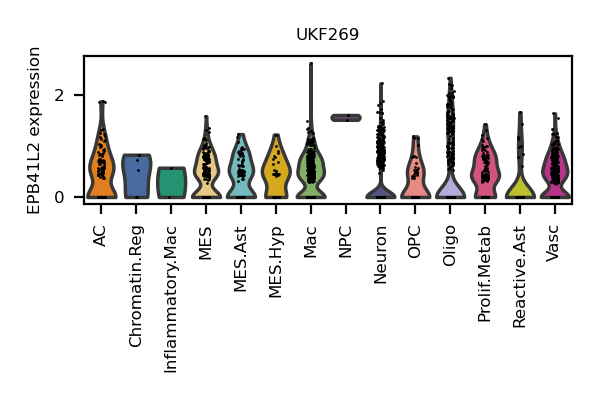 UKF269
EPB41L2 expression
2
0
AC
Chromatin.Reg
Inflammatory.Mac
MES
MES.Ast
MES.Hyp
Mac
NPC
Neuron
OPC
Oligo
Prolif.Metab
Reactive.Ast
Vasc